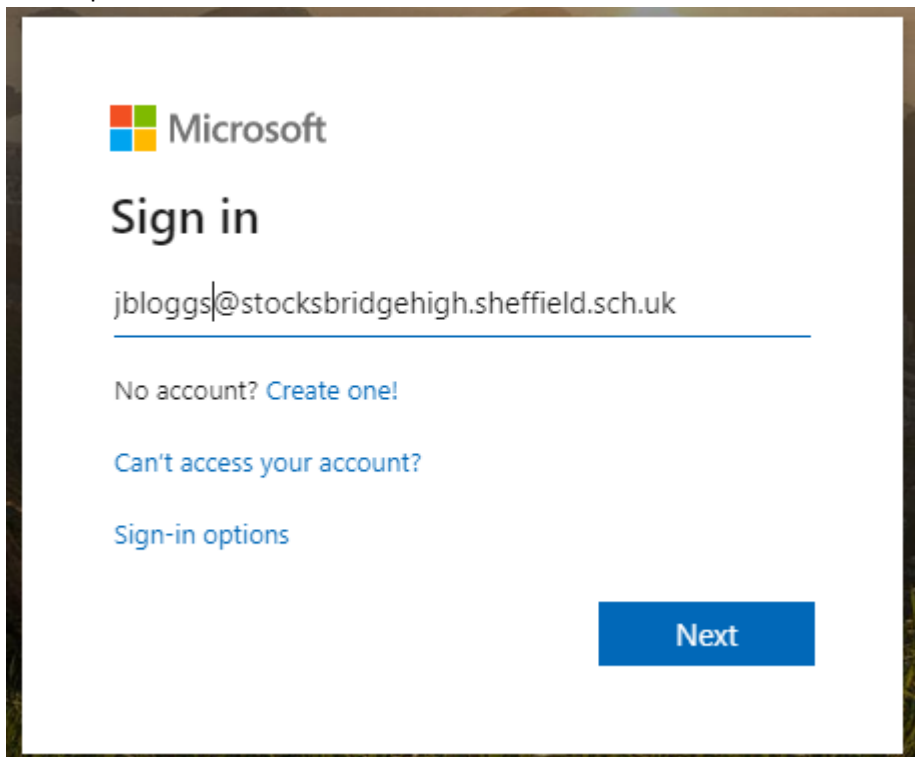 Microsoft
Sign in
jbloggs@stocksbridgehigh.sheffield.sch.uk
No account? Create one!
Can't access your account?
Sign-in options
Next